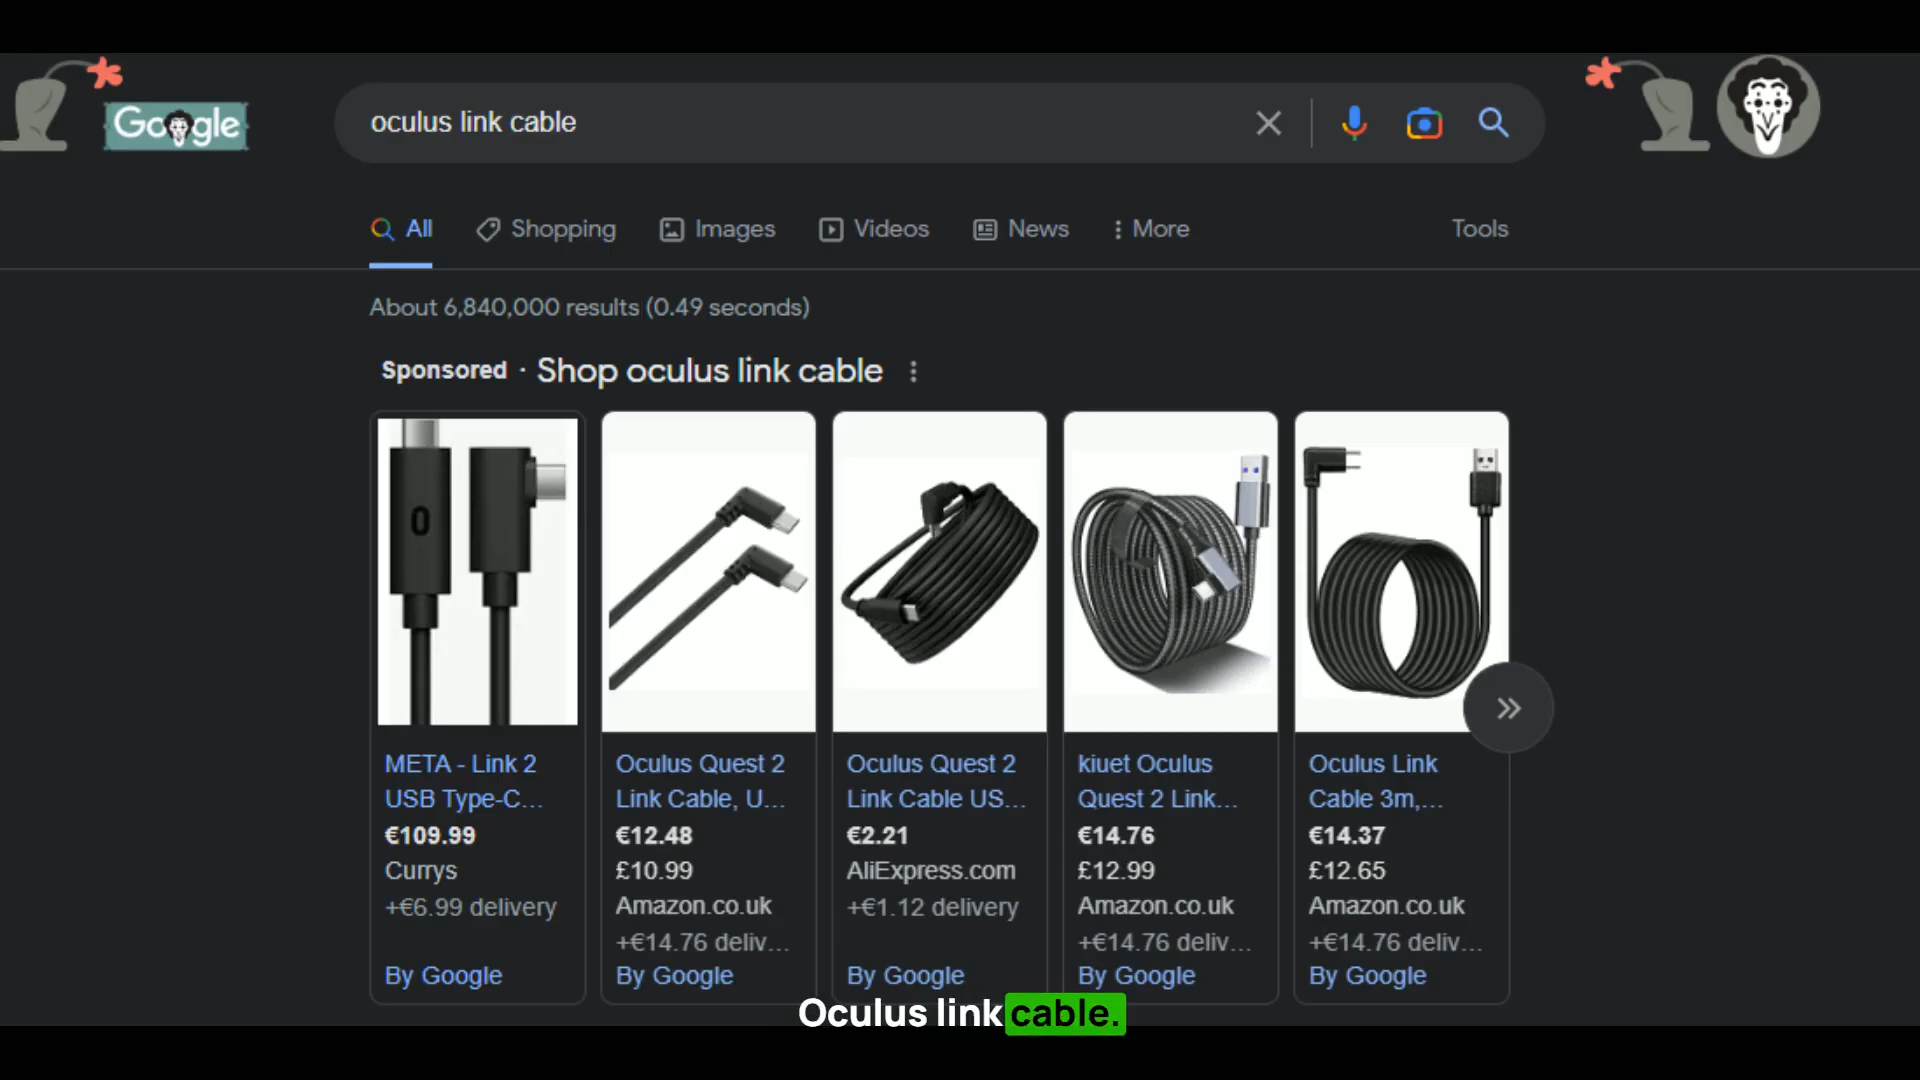 Google
oculus link cable
All
Shopping
Images
Videos
News
More
Tools
About 6,840,000 results (0.49 seconds)
Sponsored · Shop oculus link cable
META - Link 2
USB Type-C...
€109.99
Currys
+€6.99 delivery
By Google
Oculus Quest 2
Link Cable, U...
€12.48
£10.99
Amazon.co.uk
+€14.76 deliv...
By Google
Oculus Quest 2
Link Cable US...
€2.21
AliExpress.com
+€1.12 delivery
By Google
kiuet Oculus
Quest 2 Link...
€14.76
£12.99
Amazon.co.uk
+€14.76 deliv...
By Google
Oculus Link
Cable 3m,...
€14.37
£12.65
Amazon.co.uk
+€14.76 deliv...
By Google
Oculus link cable.